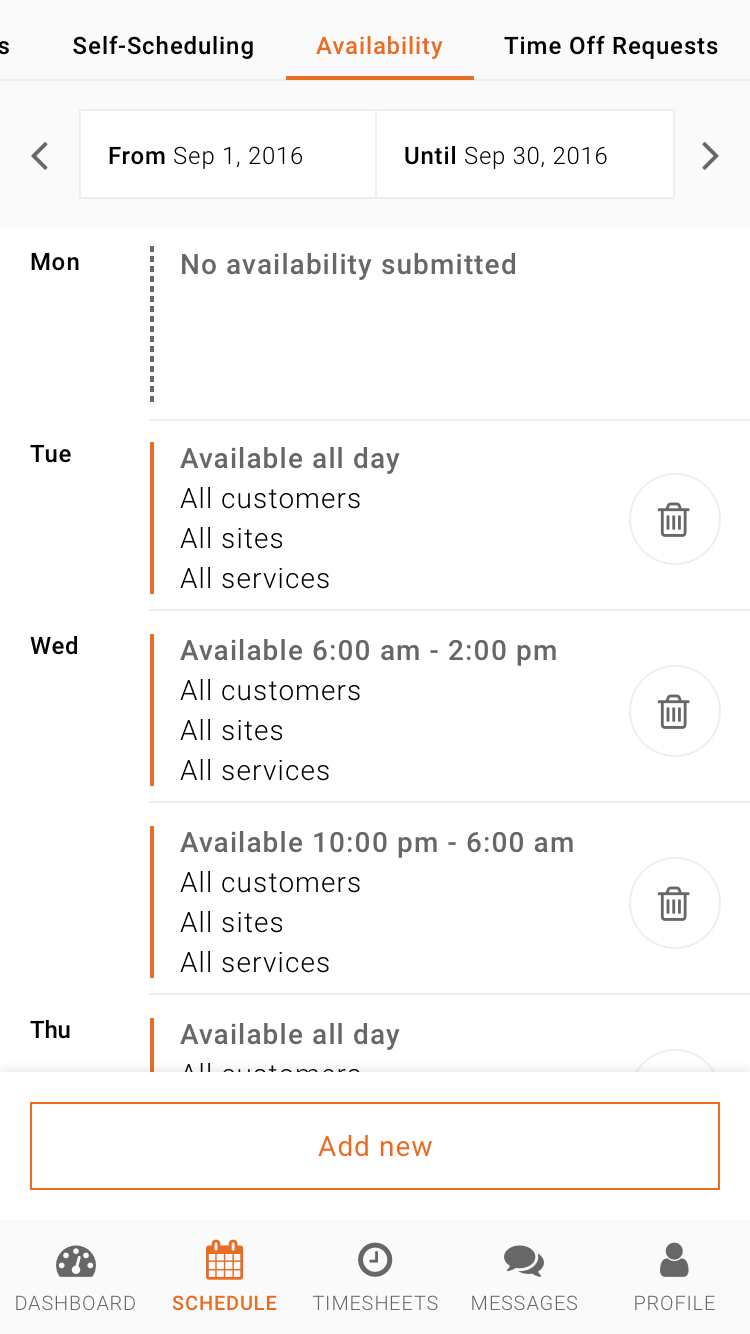 s Self-Scheduling Availability Time Off Requests
From Sep 1, 2016 Until Sep 30, 2016
Mon No availability submitted
Tue Available all day
All customers
All sites
All services
Wed Available 6:00 am - 2:00 pm
All customers
All sites
All services
Available 10:00 pm - 6:00 am
All customers
All sites
All services
Thu Available all day
All customers
Add new
DASHBOARD SCHEDULE TIMESHEETS MESSAGES PROFILE